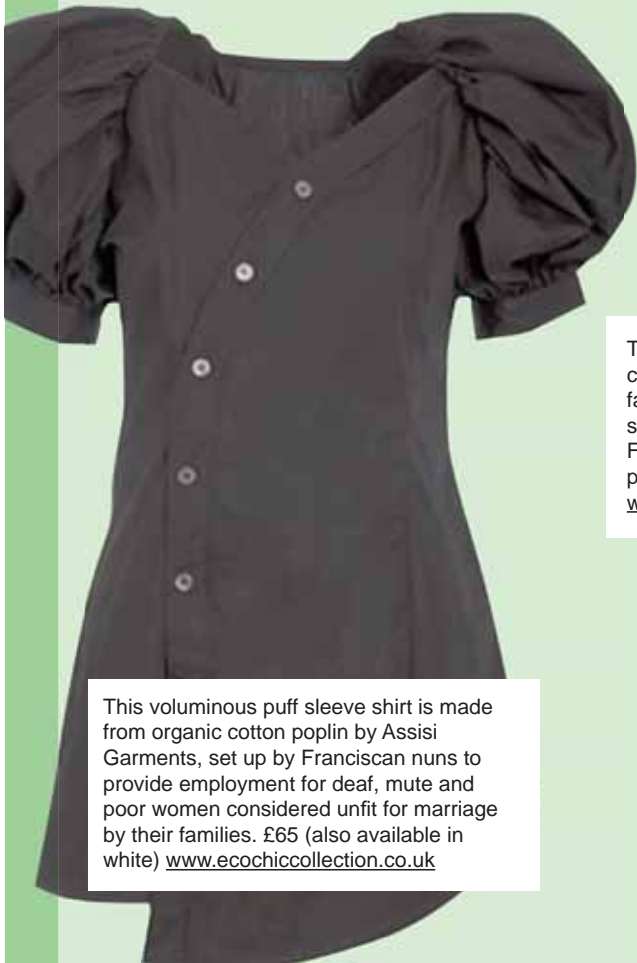 This voluminous puff sleeve shirt is made
from organic cotton poplin by Assisi
Garments, set up by Franciscan nuns to
provide employment for deaf, mute and
poor women considered unfit for marriage
by their families. £65 (also available in
white) www.ecochiccollection.co.uk